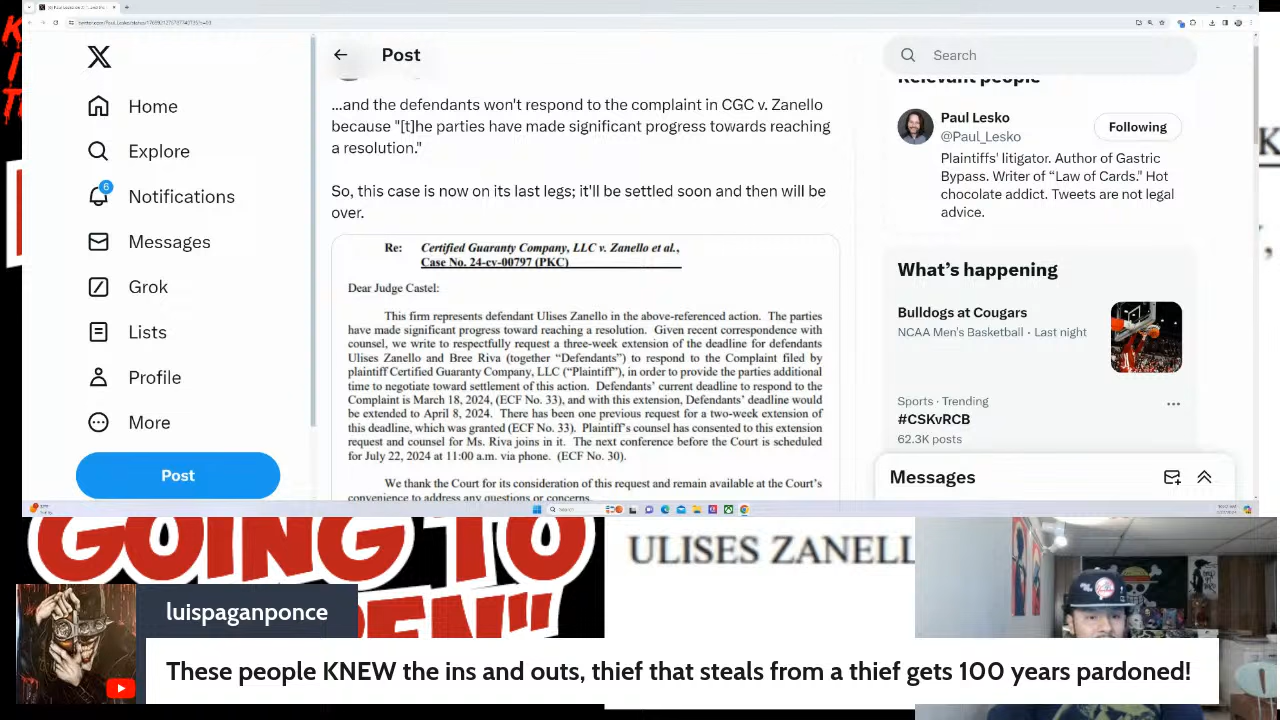 X
Home
Explore
6
Notifications
Messages
Grok
Lists
Profile
More
Post
Post
...and the defendants won't respond to the complaint in CGC v. Zanello
because "[t]he parties have made significant progress towards reaching
a resolution."
So, this case is now on its last legs; it'll be settled soon and then will be
over.
Re: Certified Guaranty Company, LLC v. Zanello et al.,
Case No. 24-cv-00797 (PKC)
Dear Judge Castel:
This firm represents defendant Ulises Zanello in the above-referenced action. The parties
have made significant progress toward reaching a resolution. Given recent correspondence with
counsel, we write to respectfully request a three-week extension of the deadline for defendants
Ulises Zanello and Bree Riva (together “Defendants”) to respond to the Complaint filed by
plaintiff Certified Guaranty Company, LLC (“Plaintiff”), in order to provide the parties additional
time to negotiate toward settlement of this action. Defendants’ current deadline to respond to the
Complaint is March 18, 2024, (ECF No. 33), and with this extension, Defendants’ deadline would
be extended to April 8, 2024. There has been one previous request for a two-week extension of
this deadline, which was granted (ECF No. 33). Plaintiff’s counsel has consented to this extension
request and counsel for Ms. Riva joins in it. The next conference before the Court is scheduled
for July 22, 2024 at 11:00 a.m. via phone. (ECF No. 30).
We thank the Court for its consideration of this request and remain available at the Court’s
convenience to address any questions or concerns.
Search
Relevant people
Paul Lesko
@Paul_Lesko
Following
Plaintiffs' litigator. Author of Gastric
Bypass. Writer of “Law of Cards.” Hot
chocolate addict. Tweets are not legal
advice.
What’s happening
Bulldogs at Cougars
NCAA Men's Basketball · Last night
Sports · Trending
#CSKvRCB
62.3K posts
Messages
Search
GOING TO
ULISES ZANELL
luispaganponce
These people KNEW the ins and outs, thief that steals from a thief gets 100 years pardoned!